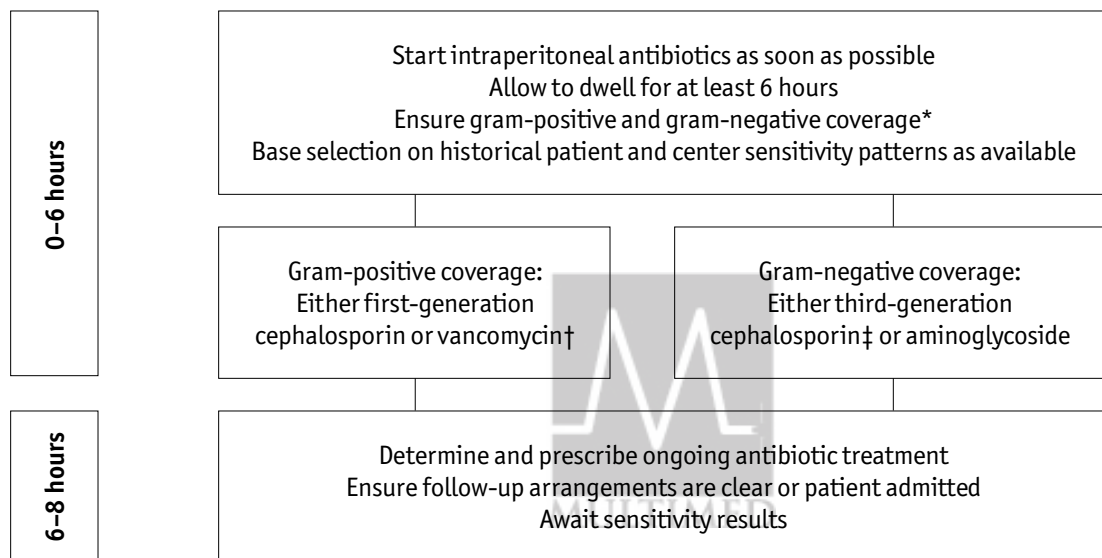 0–6 hours
Start intraperitoneal antibiotics as soon as possible
Allow to dwell for at least 6 hours
Ensure gram-positive and gram-negative coverage*
Base selection on historical patient and center sensitivity patterns as available
Gram-positive coverage:
Either first-generation
cephalosporin or vancomycin†
Gram-negative coverage:
Either third-generation
cephalosporin‡ or aminoglycoside
6–8 hours
Determine and prescribe ongoing antibiotic treatment
Ensure follow-up arrangements are clear or patient admitted
Await sensitivity results
MULTIMED